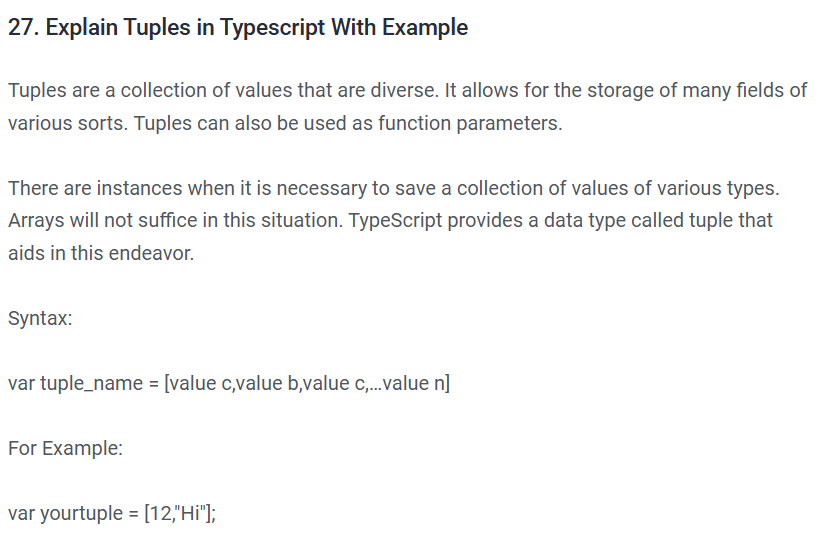 27. Explain Tuples in Typescript With Example
Tuples are a collection of values that are diverse. It allows for the storage of many fields of
various sorts. Tuples can also be used as function parameters.
There are instances when it is necessary to save a collection of values of various types.
Arrays will not suffice in this situation. TypeScript provides a data type called tuple that
aids in this endeavor.
Syntax:
var tuple_name = [value c,value b,value c,...value n]
For Example:
var yourtuple = [12,"Hi"];